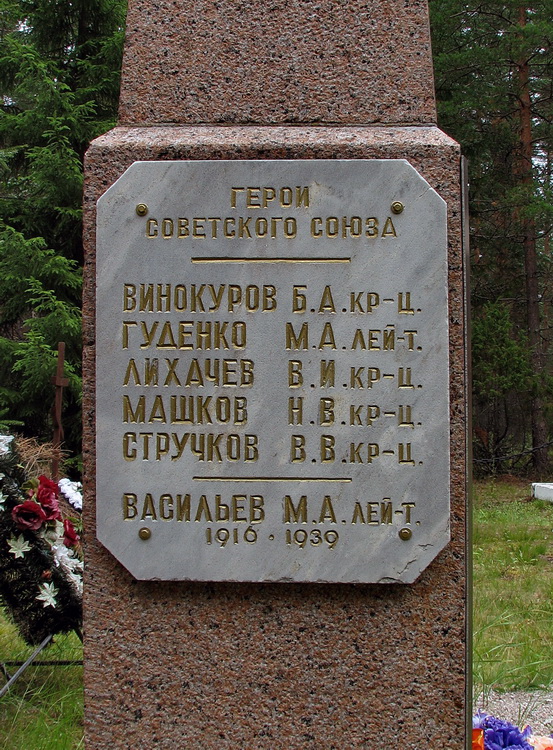 ГЕРОИ
СОВЕТСКОГО СОЮЗА
ВИНОКУРОВ Б.А. КР-Ц.
ГУДЕНКО М.А. ЛЕЙ-Т.
ЛИХАЧЕВ В.И. КР-Ц.
МАШКОВ Н.В. КР-Ц.
СТРУЧКОВ В.В. КР-Ц.
ВАСИЛЬЕВ М.А. ЛЕЙ-Т.
1916 · 1939